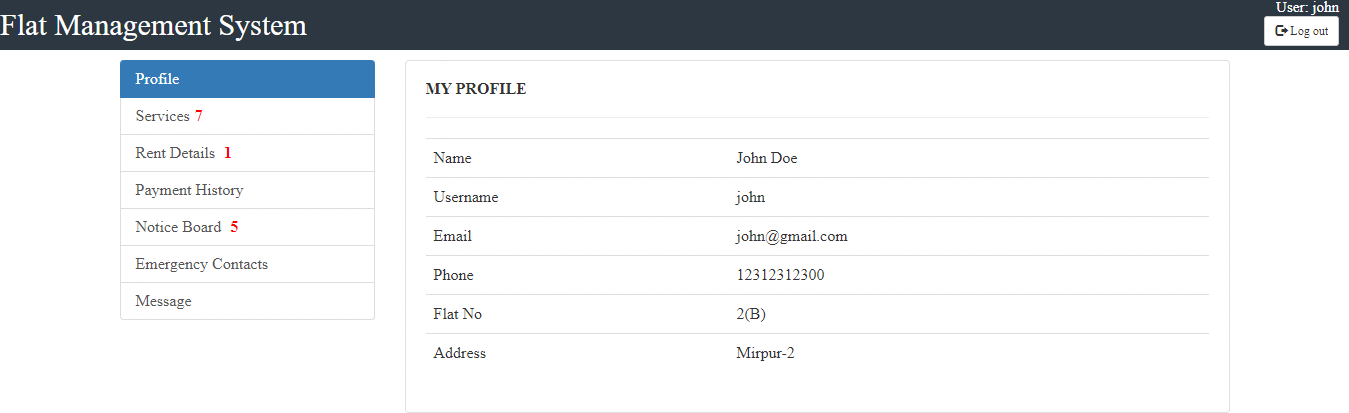 Flat Management System
User: john
Log out
Profile
Services 7
Rent Details 1
Payment History
Notice Board 5
Emergency Contacts
Message
MY PROFILE
Name John Doe
Username john
Email john@gmail.com
Phone 12312312300
Flat No 2(B)
Address Mirpur-2